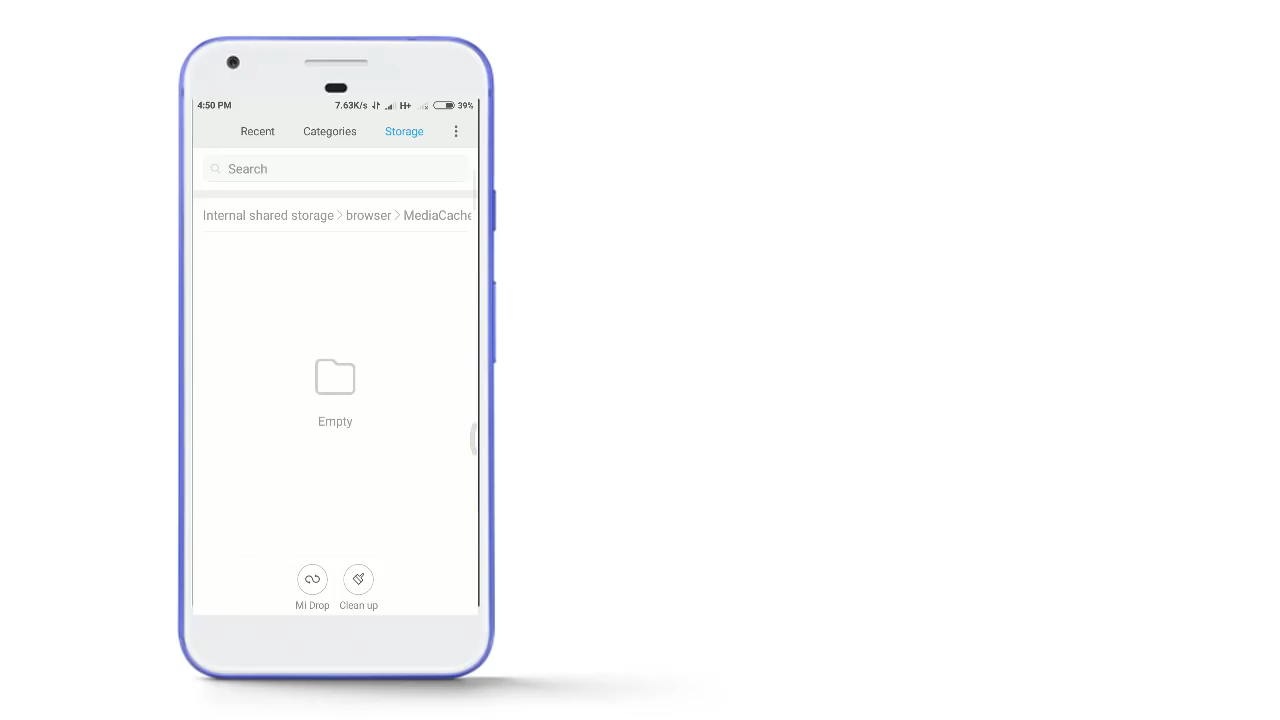 4:50 PM 7.63K/s H+ 39%
Recent Categories Storage
Search
Internal shared storage > browser > MediaCache
Empty
Mi Drop Clean up